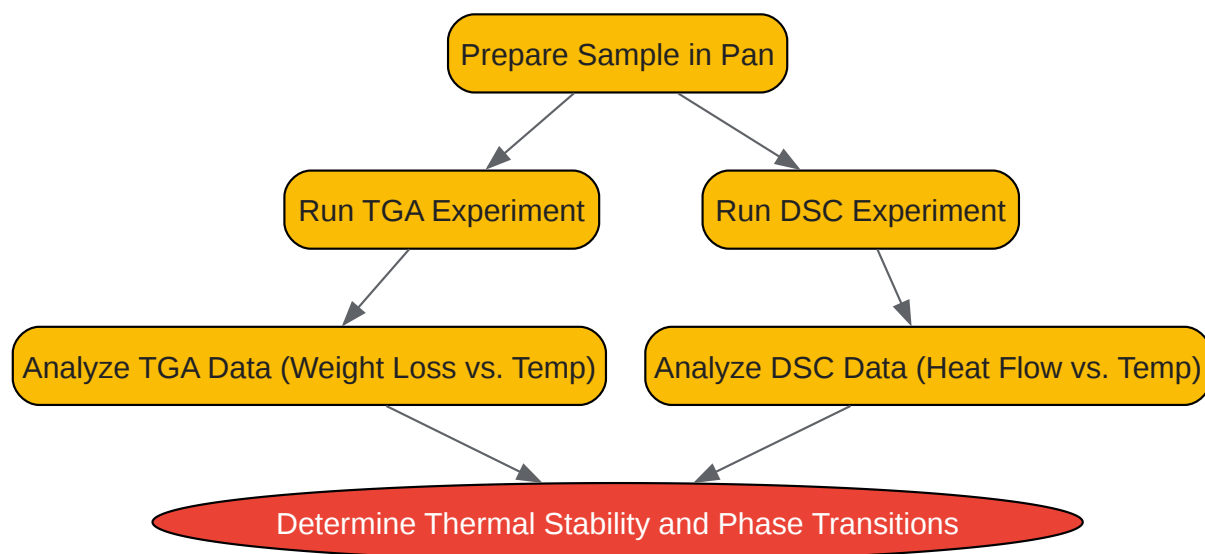 Prepare Sample in Pan
Run TGA Experiment
Run DSC Experiment
Analyze TGA Data (Weight Loss vs. Temp)
Analyze DSC Data (Heat Flow vs. Temp)
Determine Thermal Stability and Phase Transitions